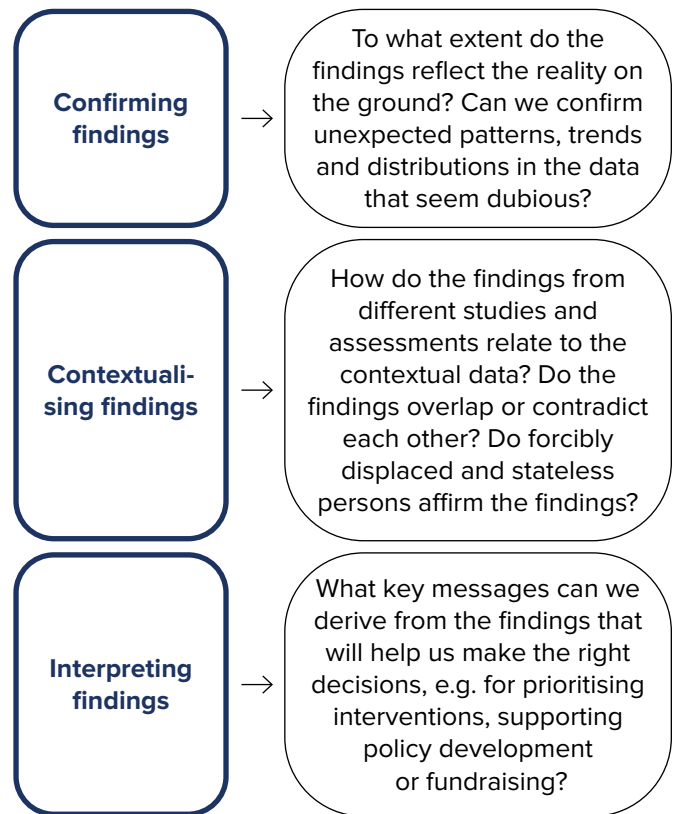 Confirming
findings
To what extent do the
findings reflect the reality on
the ground? Can we confirm
unexpected patterns, trends
and distributions in the data
that seem dubious?
Contextuali-
sing findings
How do the findings from
different studies and
assessments relate to the
contextual data? Do the
findings overlap or contradict
each other? Do forcibly
displaced and stateless
persons affirm the findings?
Interpreting
findings
What key messages can we
derive from the findings that
will help us make the right
decisions, e.g. for prioritising
interventions, supporting
policy development
or fundraising?